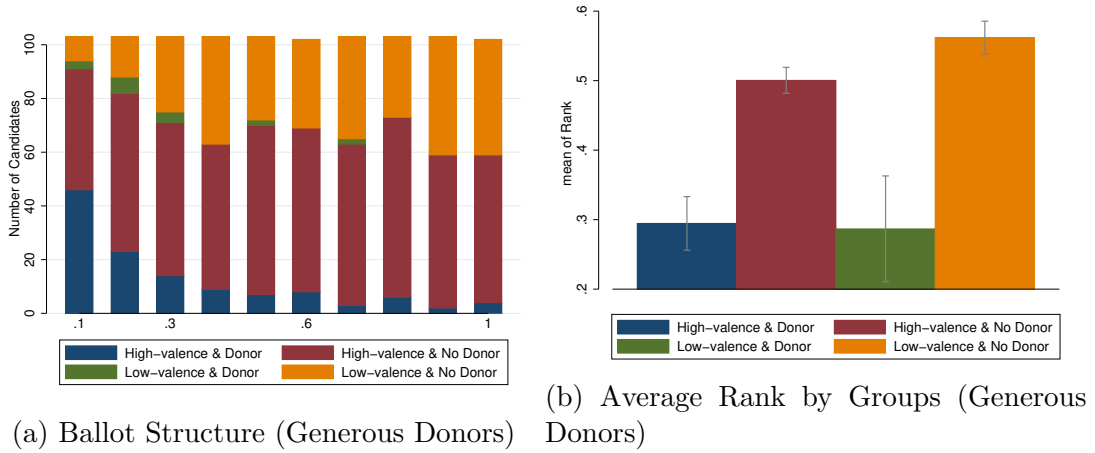 100
80
60
40
20
0
Number of Candidates
.1 .3 .6 1
High−valence & Donor High−valence & No Donor
Low−valence & Donor Low−valence & No Donor
(a) Ballot Structure (Generous Donors)
.6
.5
.4
.3
.2
mean of Rank
High−valence & Donor High−valence & No Donor
Low−valence & Donor Low−valence & No Donor
(b) Average Rank by Groups (Generous
Donors)